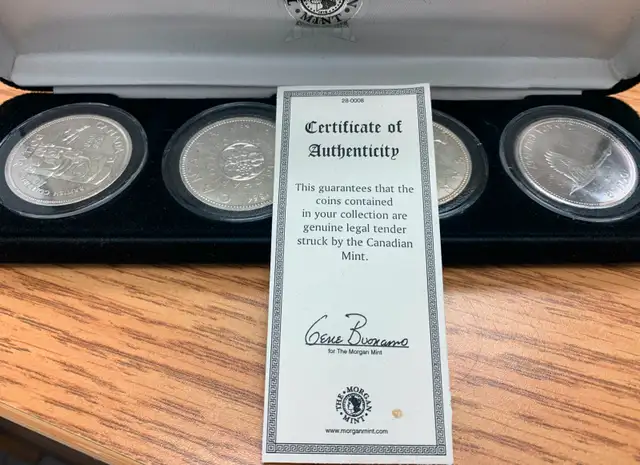 MINT
28-0006
Certificate of
Authenticity
This guarantees that the
coins contained
in your collection are
genuine legal tender
struck by the Canadian
Mint.
Gene Buonamo
for The Morgan Mint
THE MORGAN MINT
www.morganmint.com